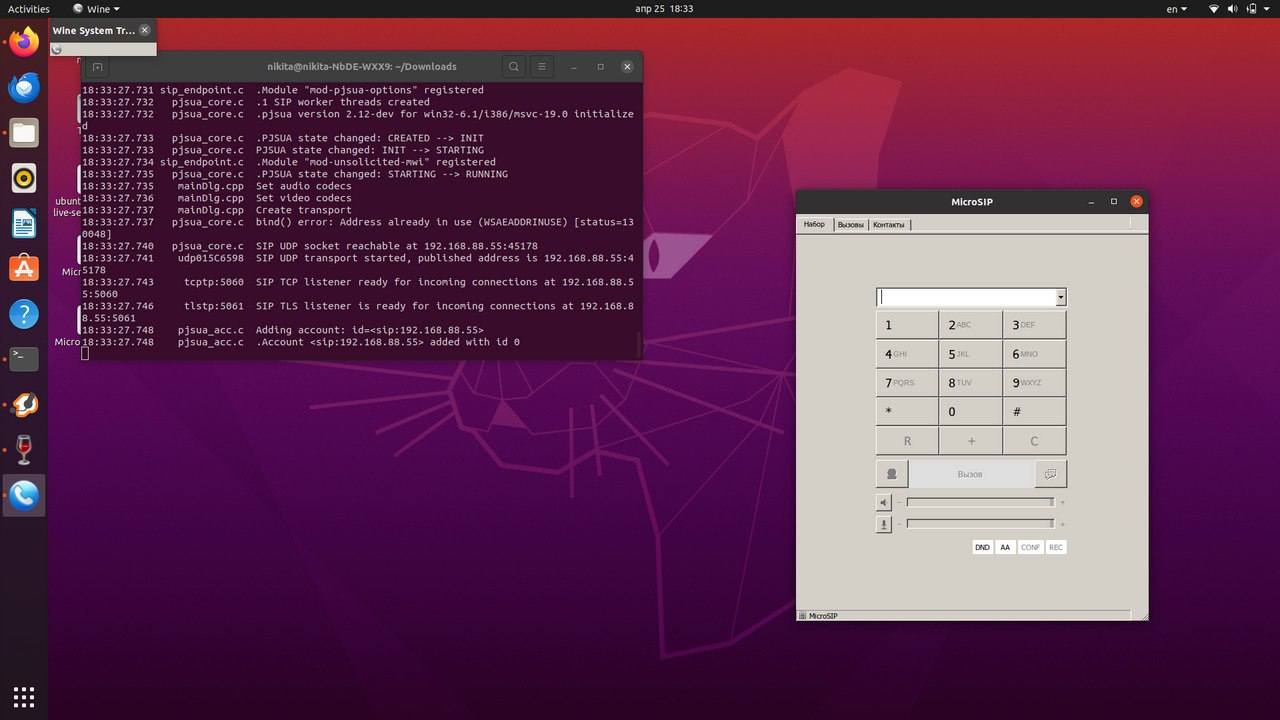 Activities
Wine
апр 25 18:33
en
Wine System Tr...
nikita@nikita-NbDE-WXX9: ~/Downloads
18:33:27.731 sip_endpoint.c .Module "mod-pjsua-options" registered
18:33:27.732 pjsua_core.c .1 SIP worker threads created
18:33:27.732 pjsua_core.c .pjsua version 2.12-dev for win32-6.1/i386/msvc-19.0 initialize
d
18:33:27.733 pjsua_core.c .PJSUA state changed: CREATED --> INIT
18:33:27.733 pjsua_core.c PJSUA state changed: INIT --> STARTING
18:33:27.734 sip_endpoint.c .Module "mod-unsolicited-mwi" registered
18:33:27.735 pjsua_core.c .PJSUA state changed: STARTING --> RUNNING
18:33:27.735 mainDlg.cpp Set audio codecs
18:33:27.736 mainDlg.cpp Set video codecs
18:33:27.737 mainDlg.cpp Create transport
18:33:27.737 pjsua_core.c bind() error: Address already in use (WSAEADDRINUSE) [status=13
0048]
18:33:27.740 pjsua_core.c SIP UDP socket reachable at 192.168.88.55:45178
18:33:27.741 udp015C6598 SIP UDP transport started, published address is 192.168.88.55:4
5178
18:33:27.743 tcptp:5060 SIP TCP listener ready for incoming connections at 192.168.88.5
5:5060
18:33:27.746 tlstp:5061 SIP TLS listener is ready for incoming connections at 192.168.8
8.55:5061
18:33:27.748 pjsua_acc.c Adding account: id=<sip:192.168.88.55>
18:33:27.748 pjsua_acc.c .Account <sip:192.168.88.55> added with id 0
ubunt
live-se
Micr
Micro
MicroSIP
Набор Вызовы Контакты
1 2 ABC 3 DEF
4 GHI 5 JKL 6 MNO
7 PQRS 8 TUV 9 WXYZ
* 0 #
R + C
Вызов
- +
- +
DND AA CONF REC
MicroSIP